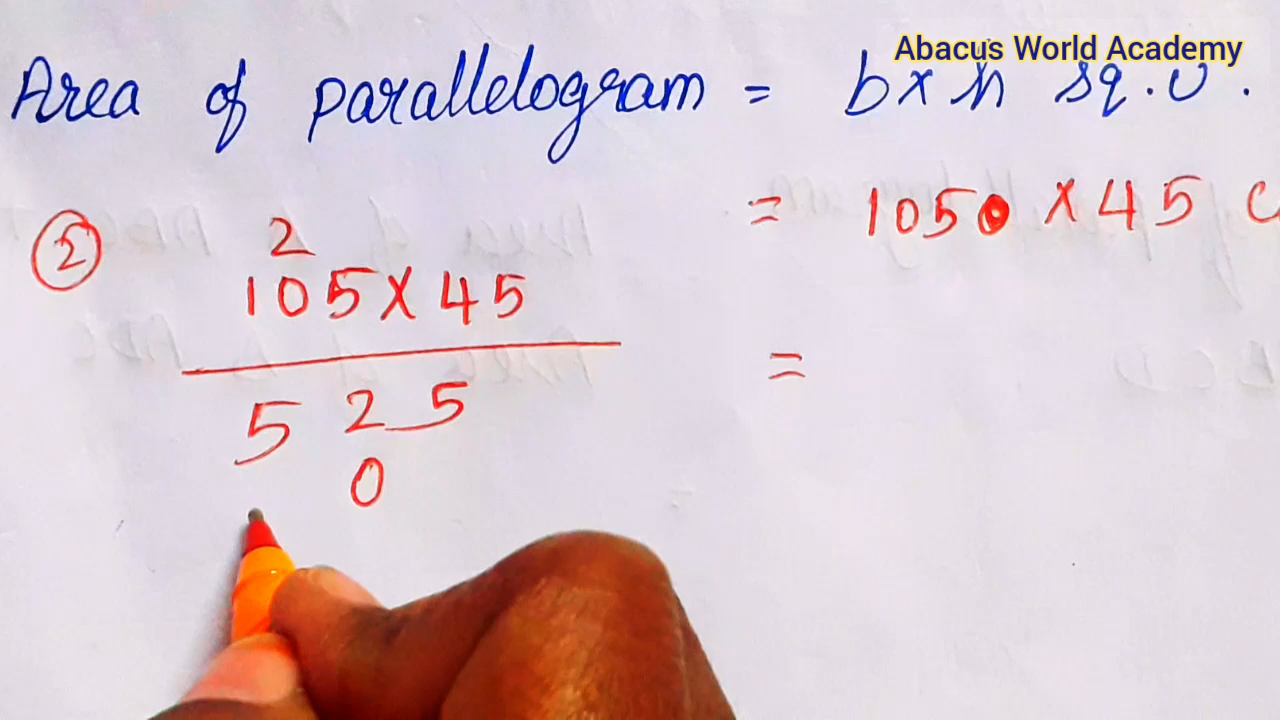 Abacus World Academy
Area of parallelogram = b x h sq. u.
= 1050 x 45 c
②
2
105 x 45
=
5 2 5
0